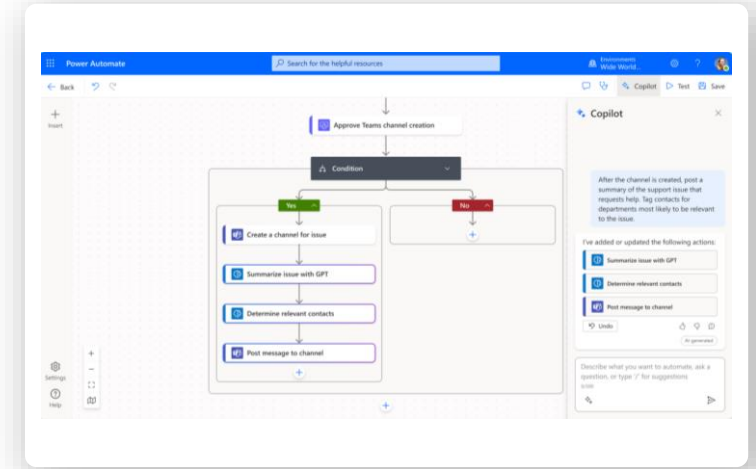 Power Automate
Search for the helpful resources
Environments
Wide World...
Back
Copilot
Test
Save
Insert
Approve Teams channel creation
Condition
Yes
No
Create a channel for issue
Summarize issue with GPT
Determine relevant contacts
Post message to channel
Settings
Help
Copilot
After the channel is created, post a
summary of the support issue that
requests help. Tag contacts for
departments most likely to be relevant
to the issue.
I've added or updated the following actions:
Summarize issue with GPT
Determine relevant contacts
Post message to channel
Undo
AI generated
Describe what you want to automate, ask a
question, or type '/' for suggestions